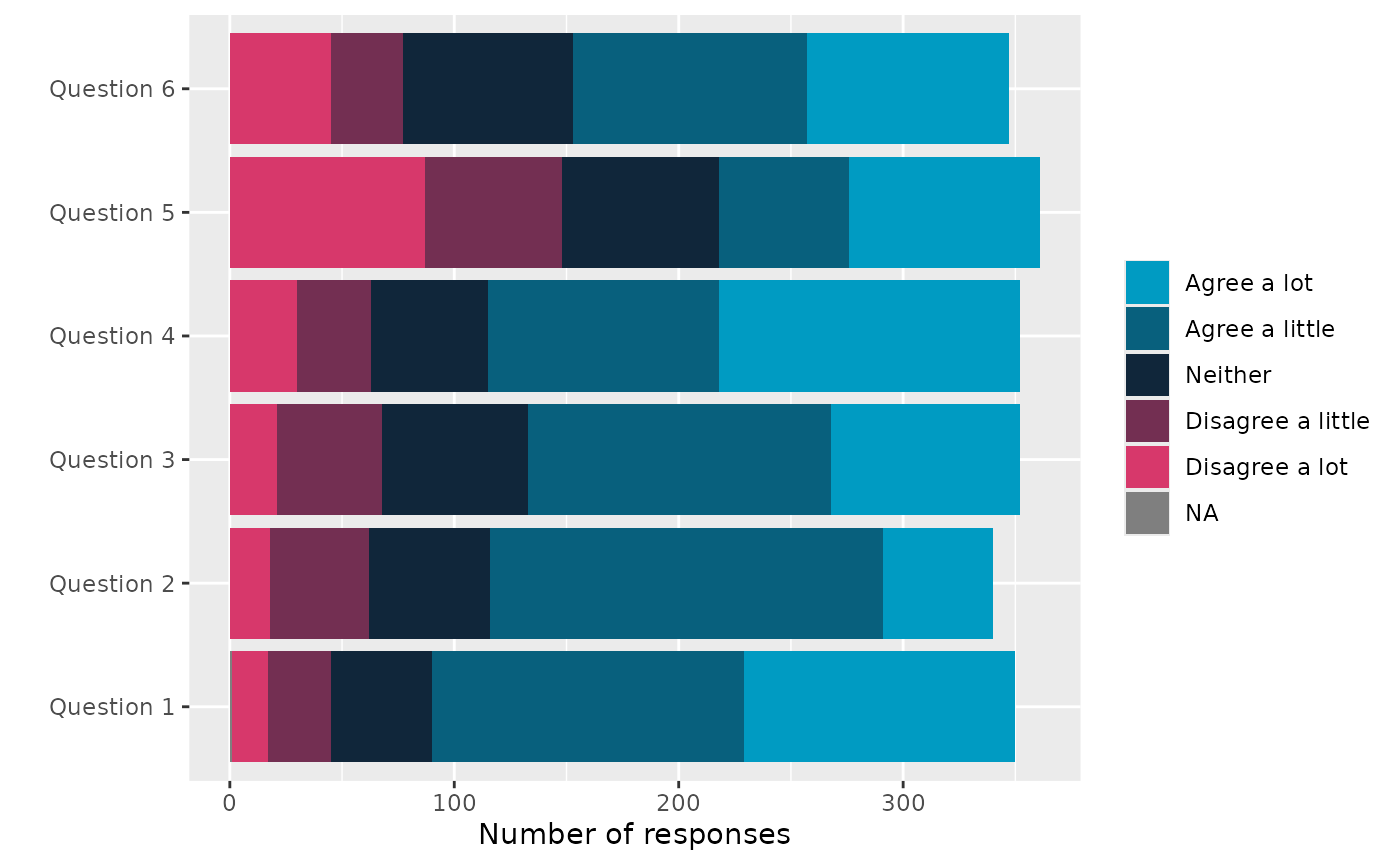 Question 6
Question 5
Question 4
Question 3
Question 2
Question 1
0 100 200 300
Number of responses
Agree a lot
Agree a little
Neither
Disagree a little
Disagree a lot
NA